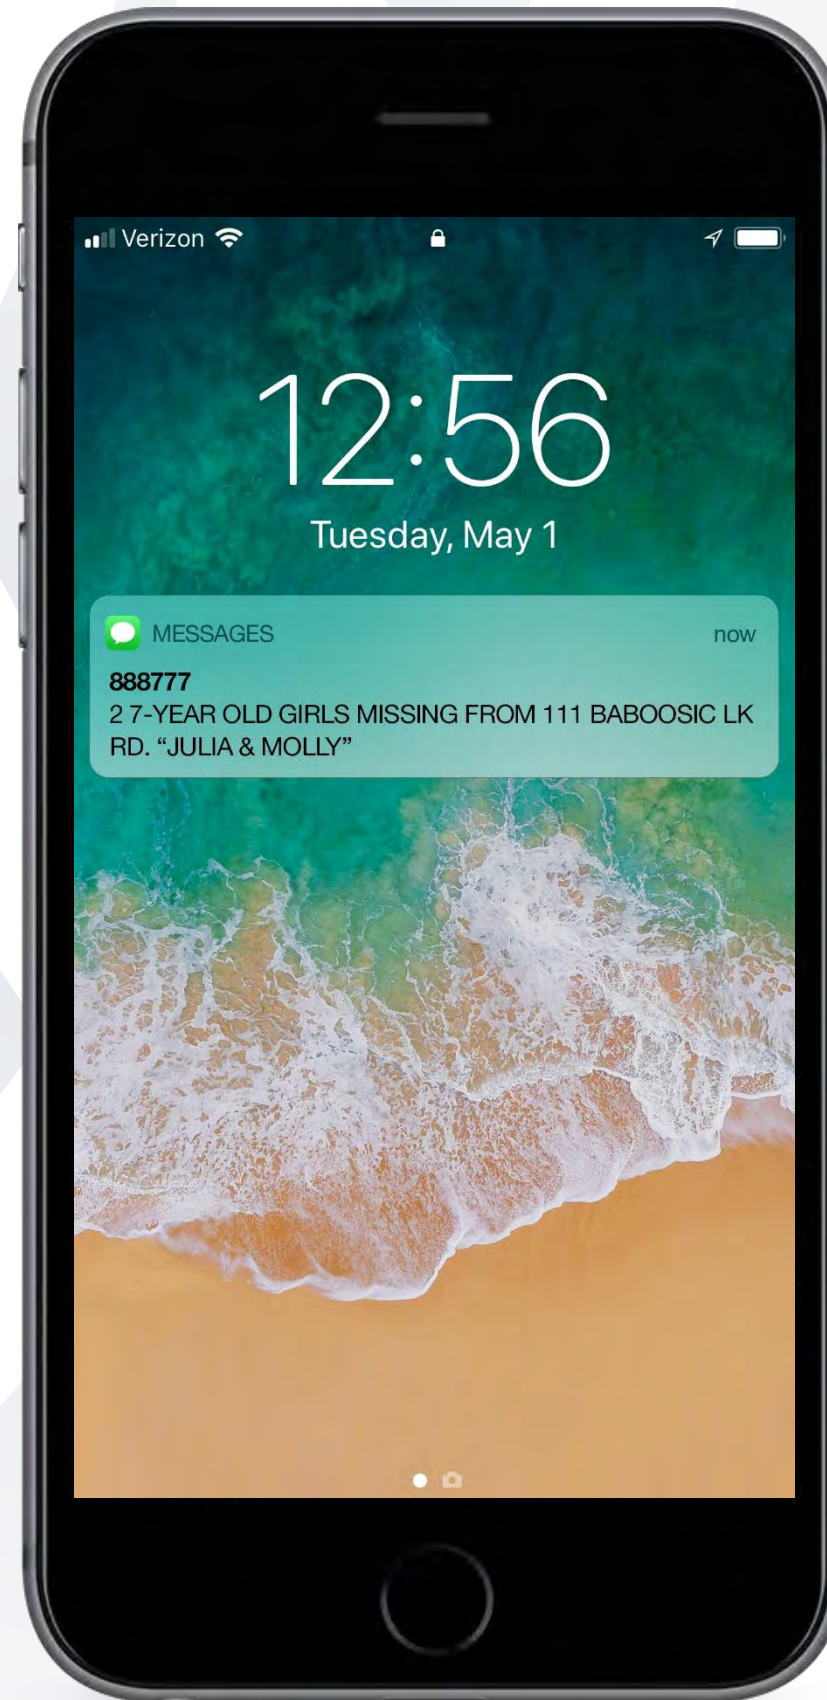 Verizon
12:56
Tuesday, May 1
MESSAGES now
888777
2 7-YEAR OLD GIRLS MISSING FROM 111 BABOOSIC LK
RD. “JULIA & MOLLY”